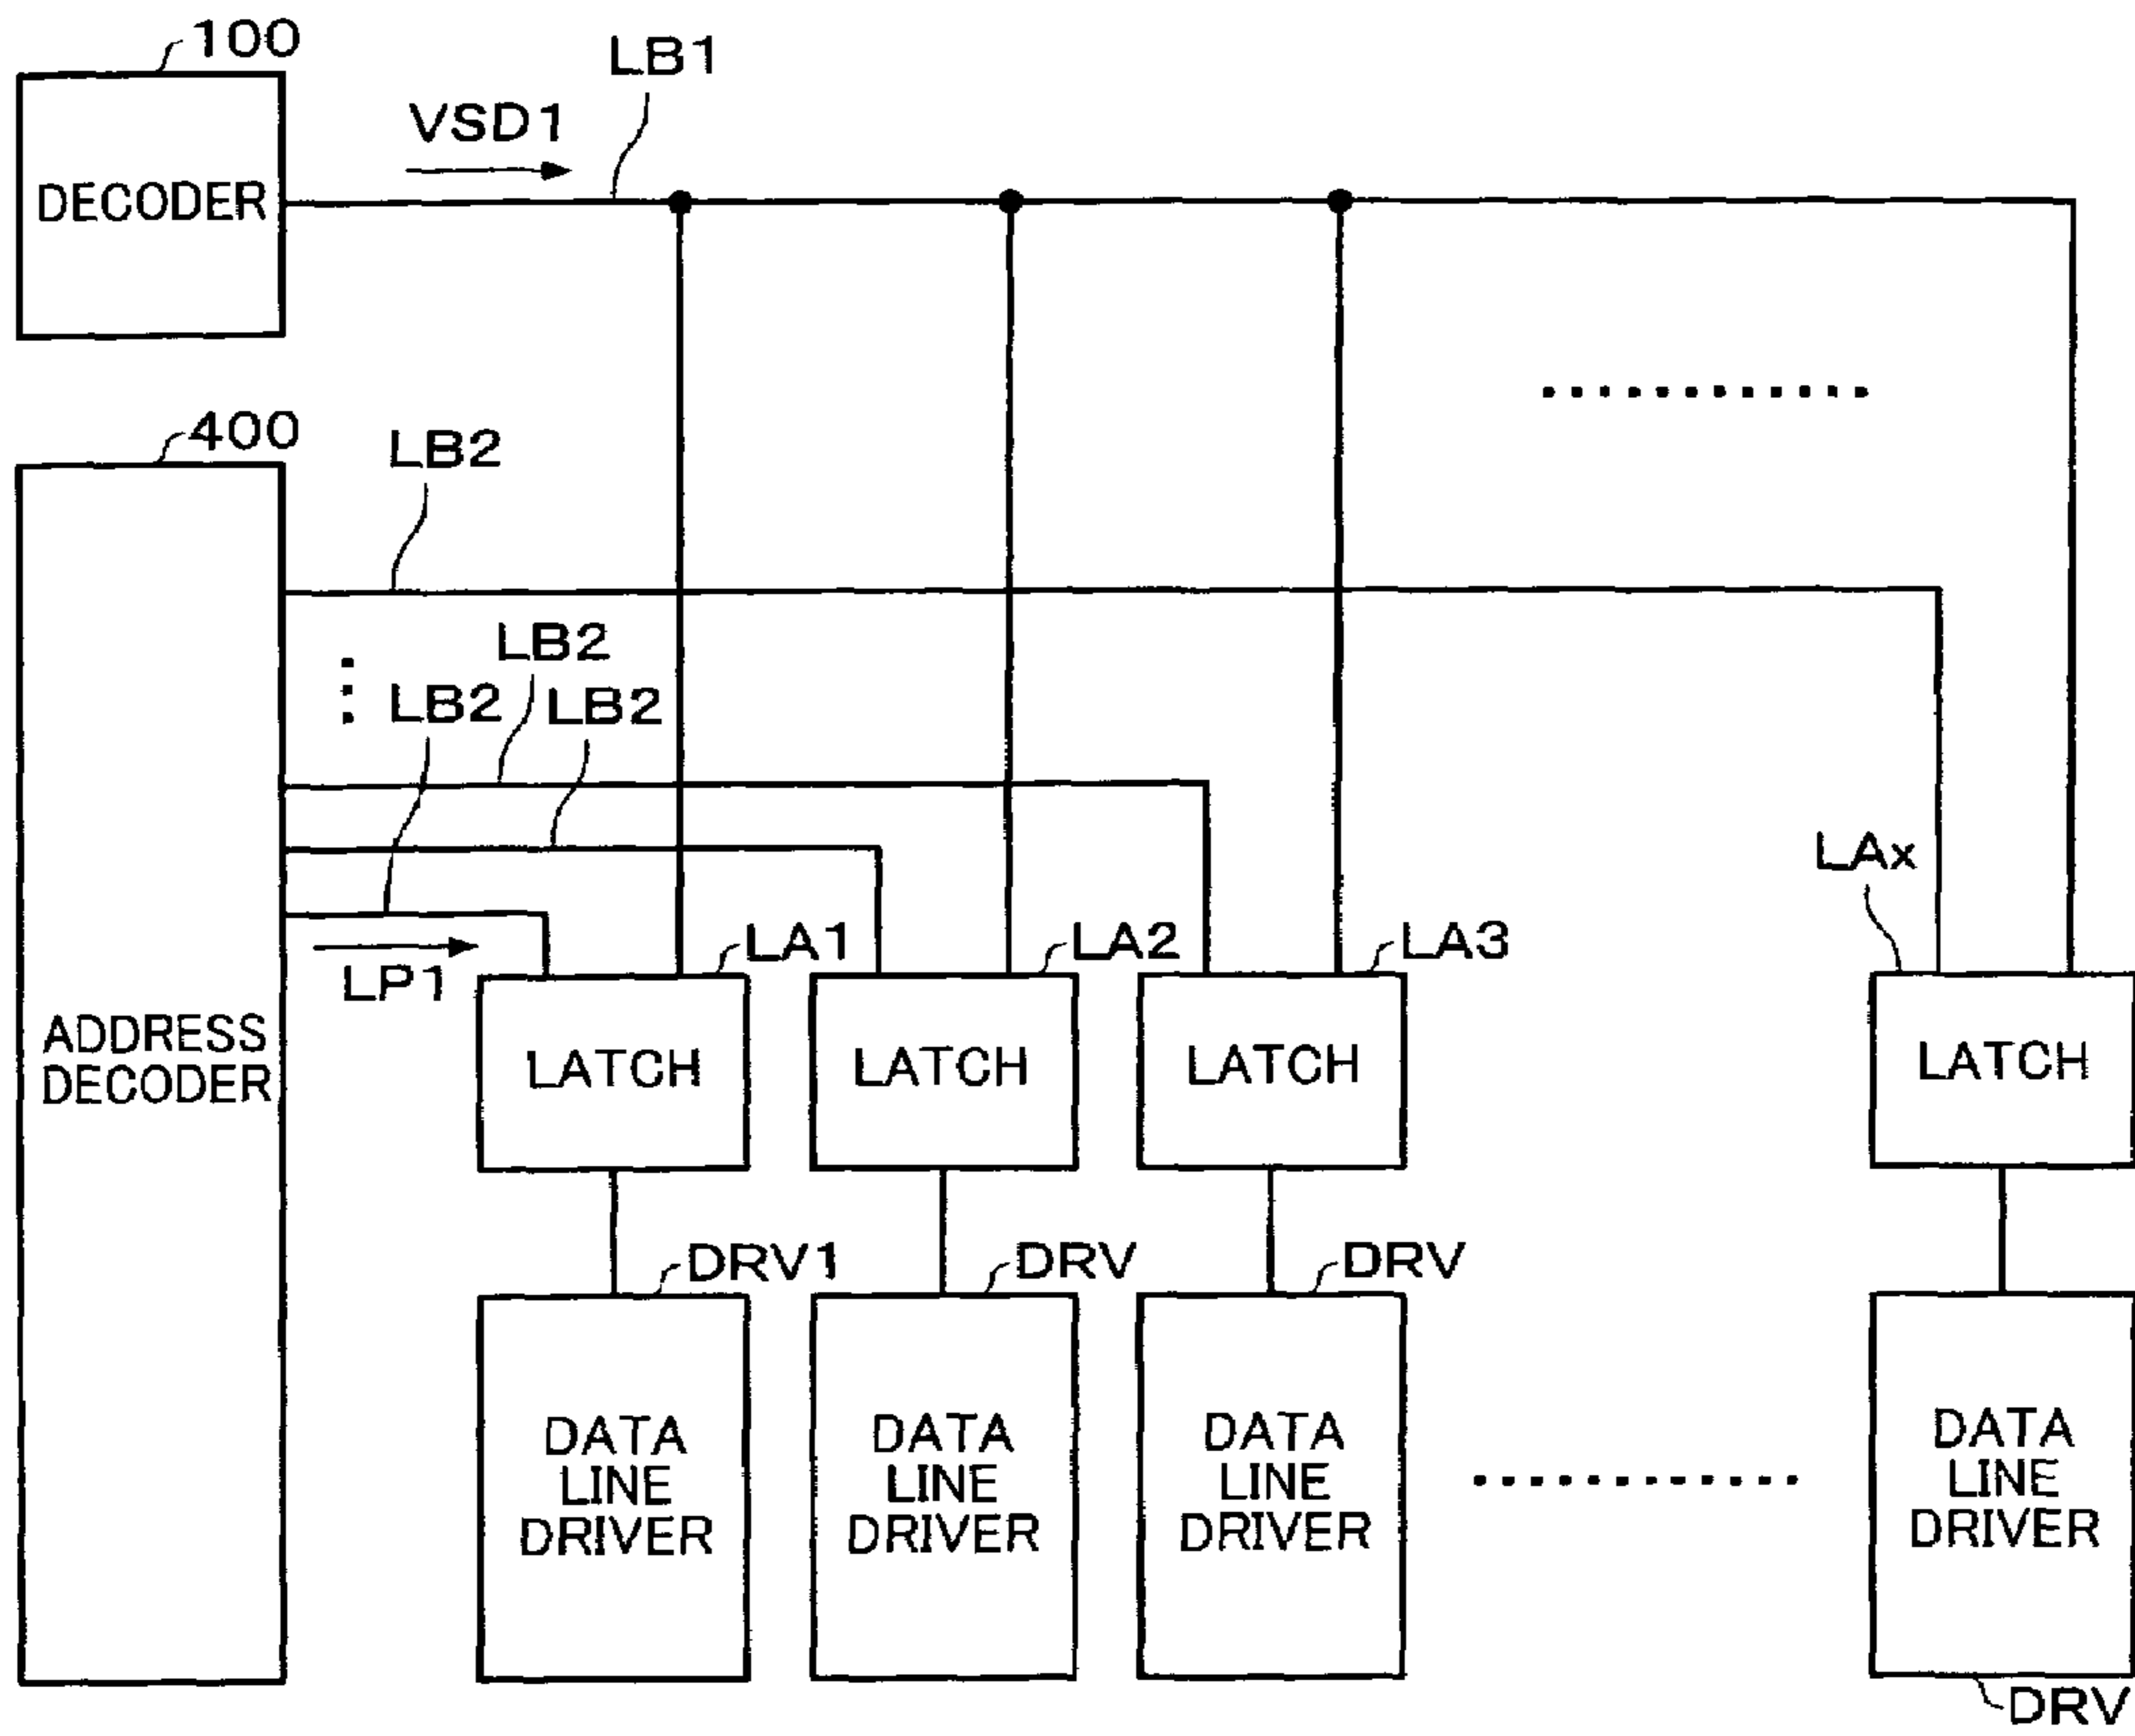 100
LB1
VSD1
DECODER
400
LB2
LB2
LB2
LB2
LAx
LA1
LA2
LA3
LP1
ADDRESS
DECODER
LATCH
LATCH
LATCH
LATCH
DRV1
DRV
DRV
DATA
LINE
DRIVER
DATA
LINE
DRIVER
DATA
LINE
DRIVER
DATA
LINE
DRIVER
DRV